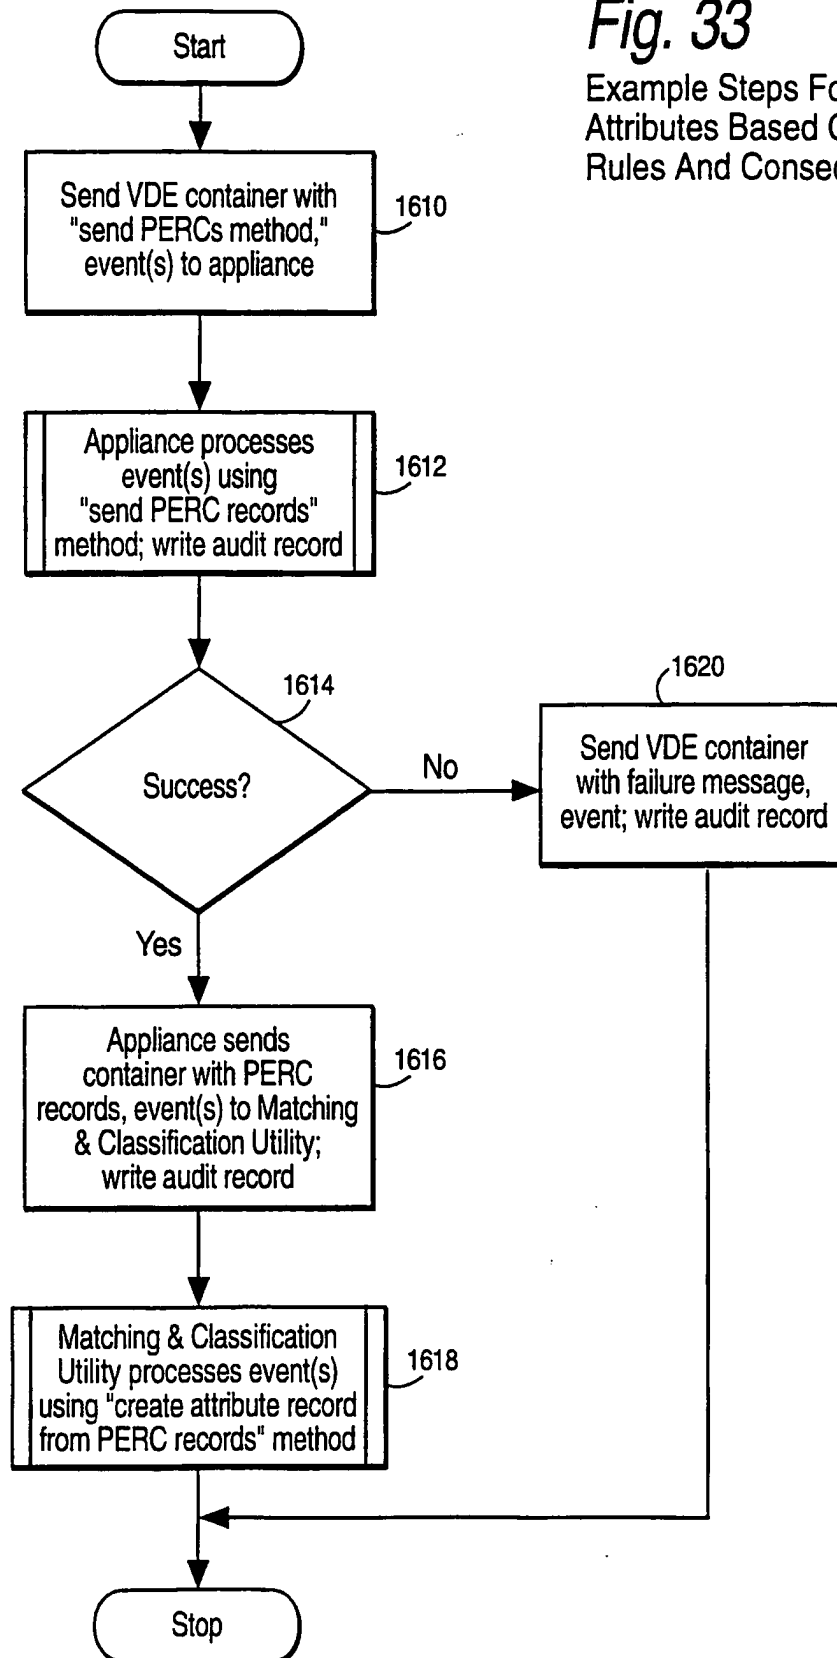 Fig. 33
Example Steps Fo
Attributes Based
Rules And Conse
Start
Send VDE container with
"send PERCs method,"
event(s) to appliance
1610
Appliance processes
event(s) using
"send PERC records"
method; write audit record
1612
1614
Success?
No
Yes
1620
Send VDE container
with failure message,
event; write audit record
Appliance sends
container with PERC
records, event(s) to Matching
& Classification Utility;
write audit record
1616
Matching & Classification
Utility processes event(s)
using "create attribute record
from PERC records" method
1618
Stop